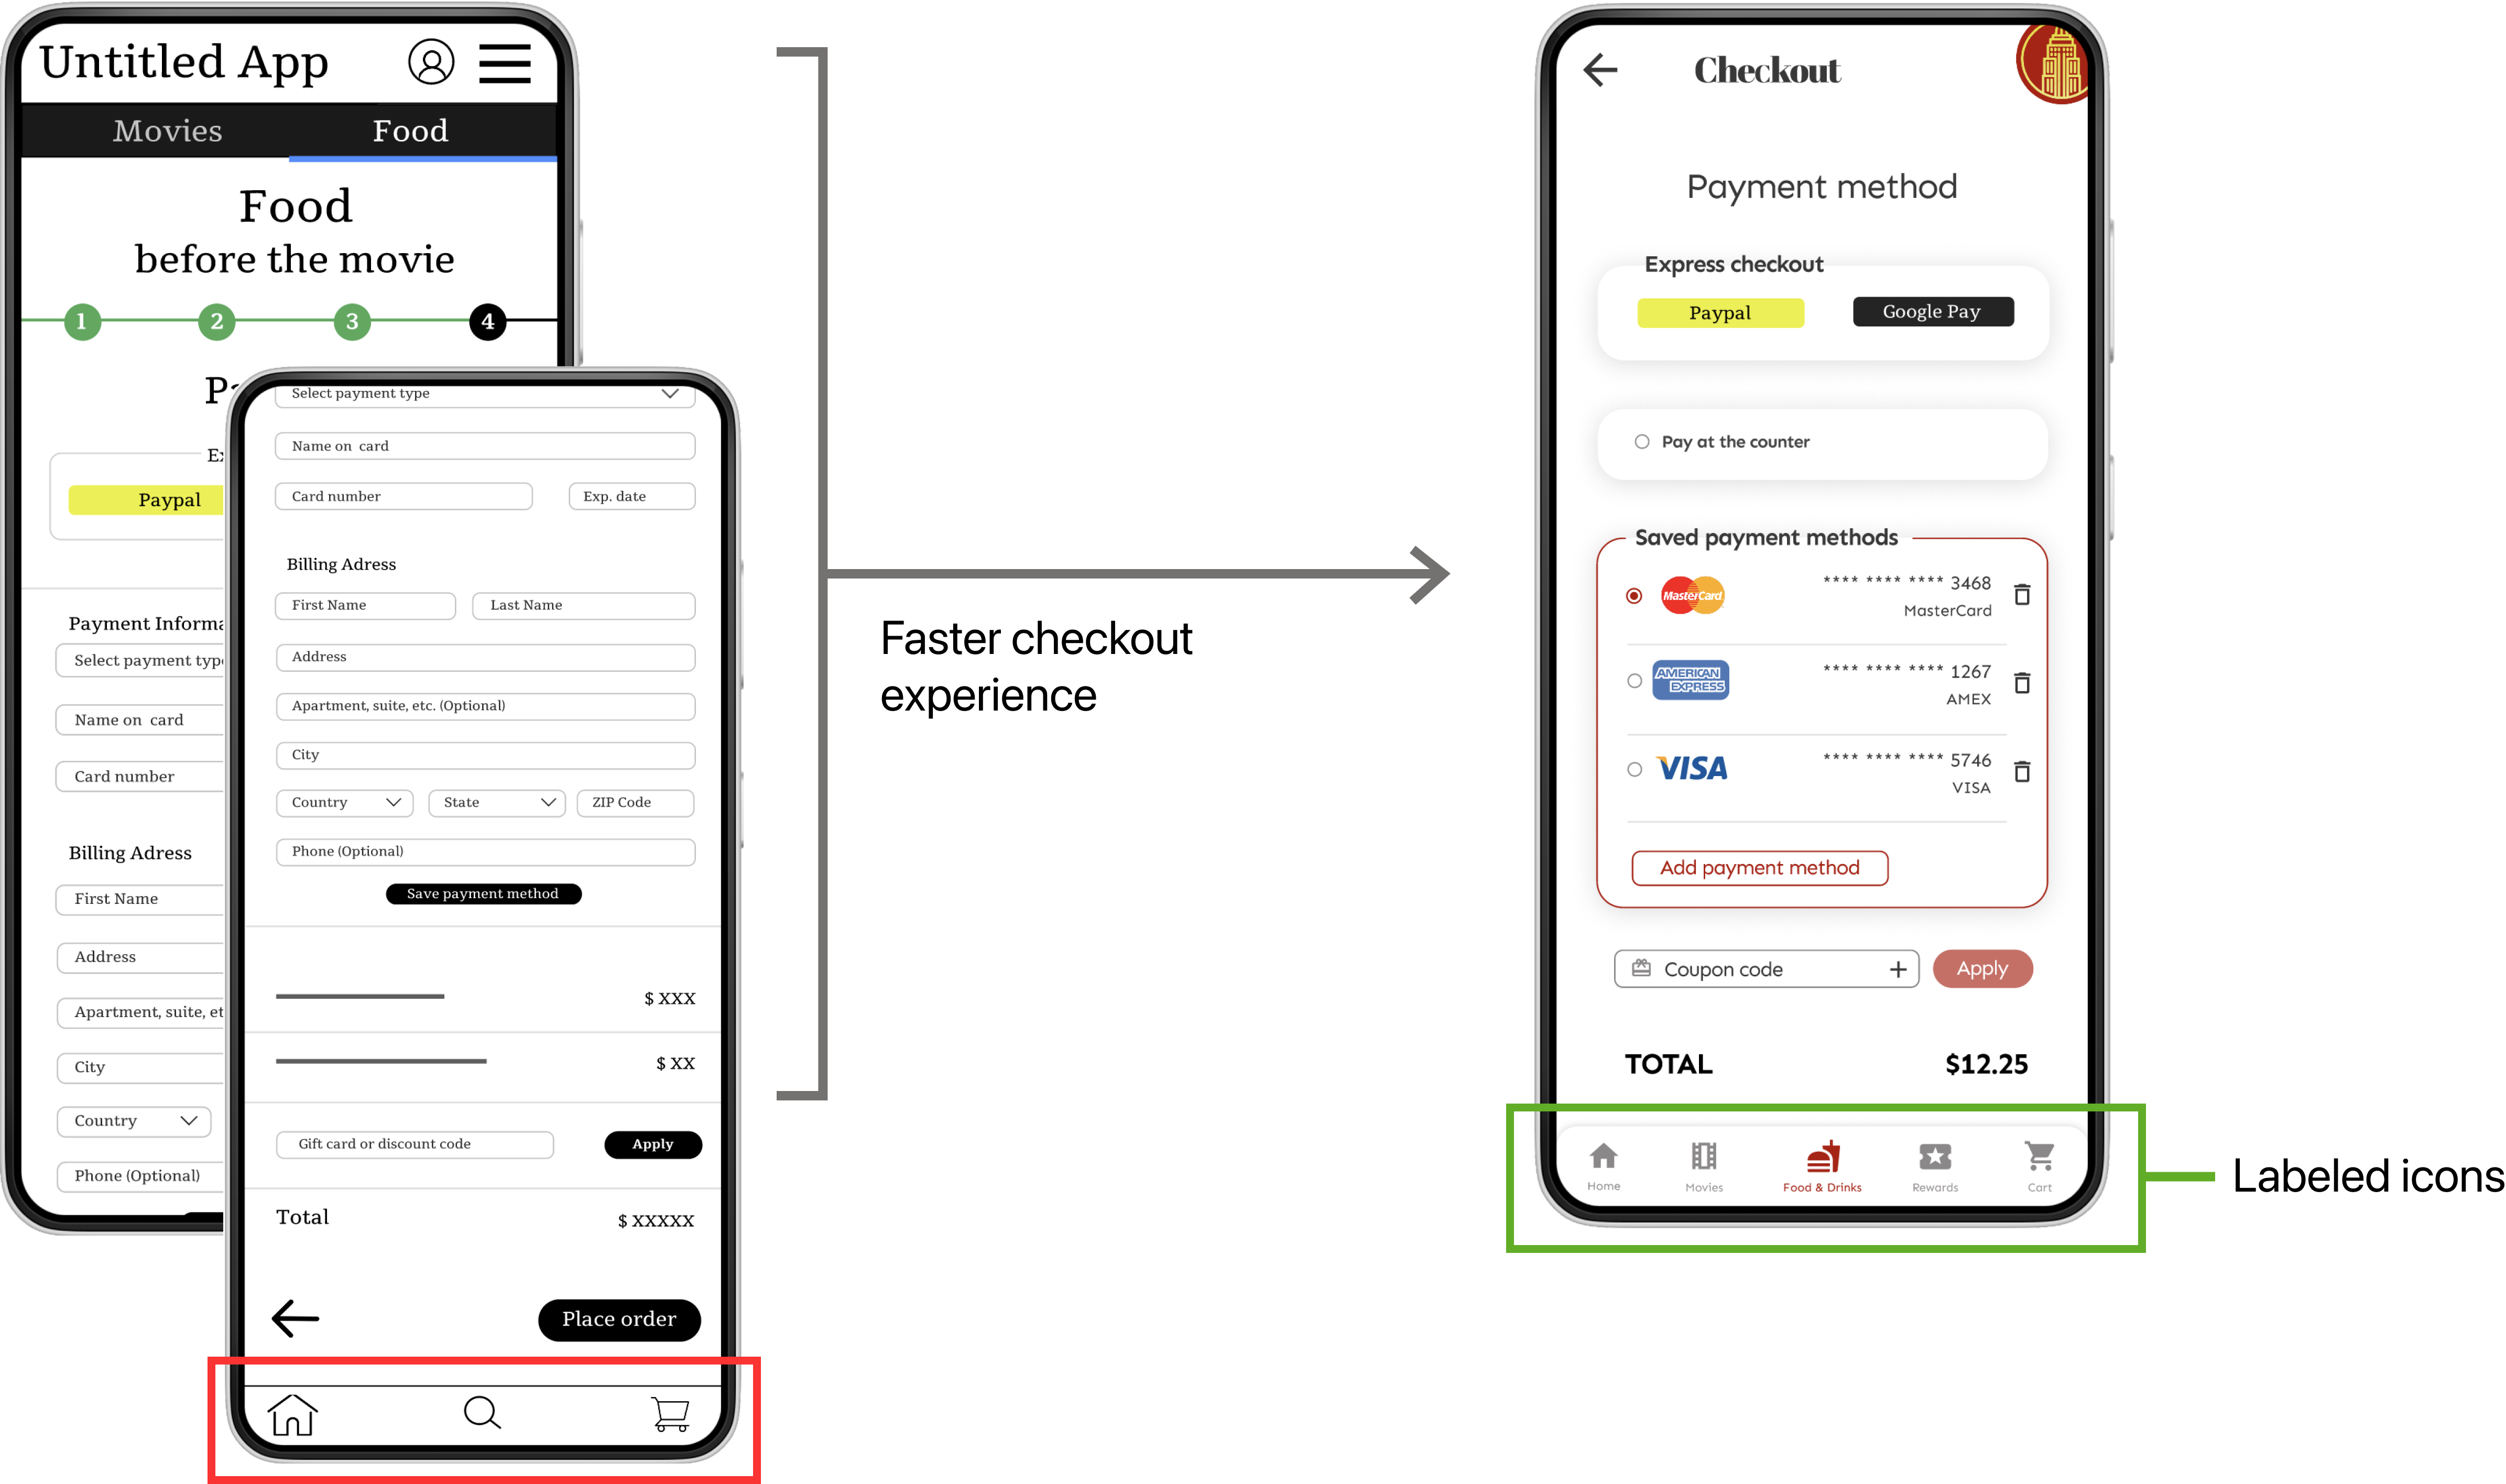 Untitled App
Movies
Food
Food
before the movie
1
2
3
4
Paypal
Payment
Select payment
Name on card
Card number
Billing Adress
First Name
Address
Apartment, suite,
City
Country
Phone (Optional)
Select payment type
Name on card
Card number
Exp. date
Billing Adress
First Name
Last Name
Address
Apartment, suite, etc. (Optional)
City
Country
State
ZIP Code
Phone (Optional)
Save payment method
$ XXX
$ XX
Gift card or discount code
Apply
Total
$ XXXXX
Place order
Faster checkout
experience
Checkout
Payment method
Express checkout
Paypal
Google Pay
Pay at the counter
Saved payment methods
MasterCard
**** **** **** 3468
MasterCard
AMERICAN
EXPRESS
**** **** **** 1267
AMEX
VISA
**** **** **** 5746
VISA
Add payment method
Coupon code
Apply
TOTAL
$12.25
Home
Movies
Food & Drinks
Rewards
Cart
Labeled icons